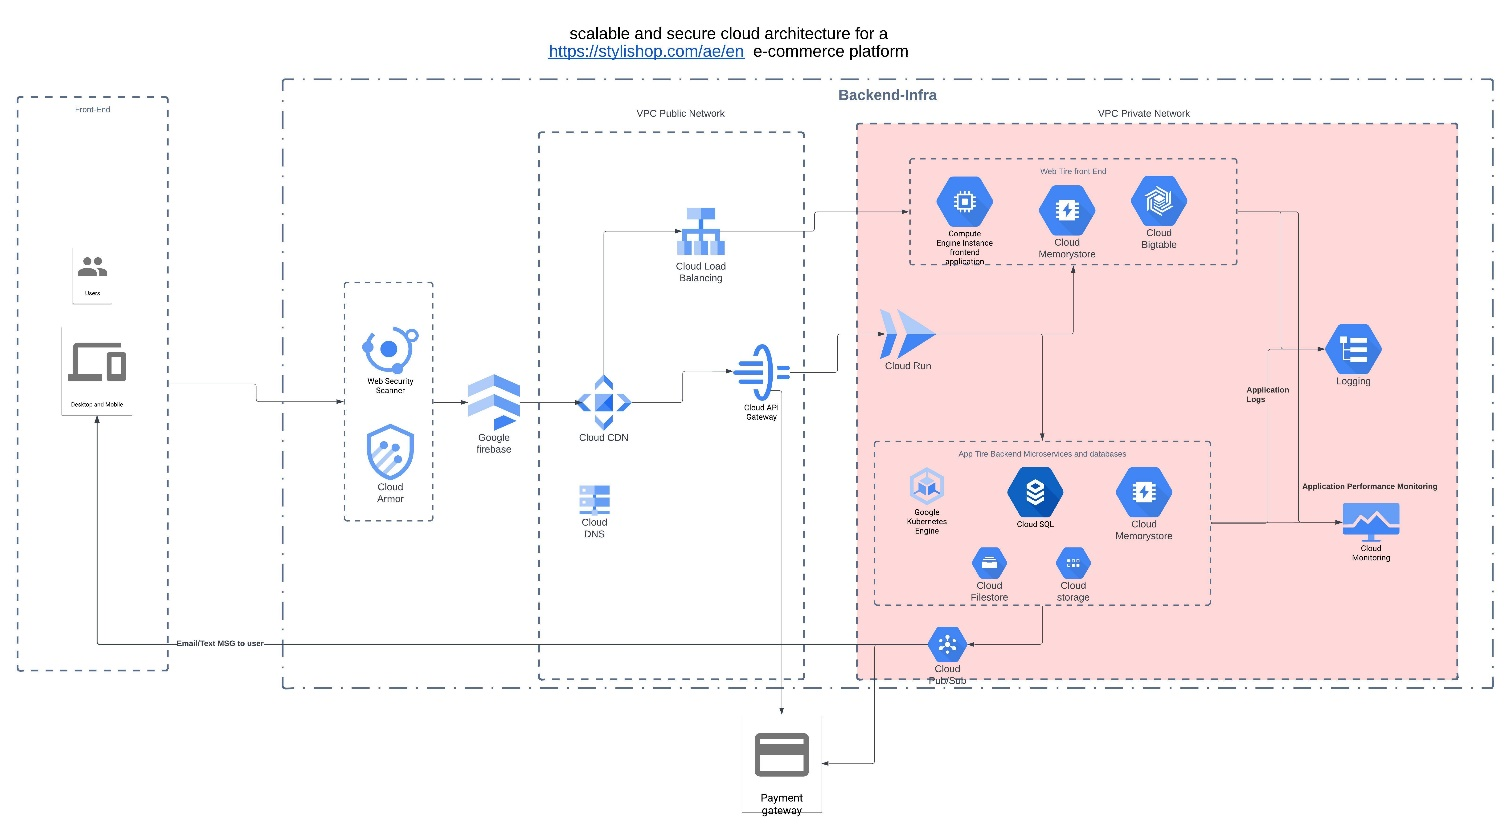 scalable and secure cloud architecture for a
https://stylishop.com/ae/en e-commerce platform
Backend-Infra
Front-End
VPC Public Network
VPC Private Network
Web Tire front End
Compute
Engine Instance
frontend
application
Cloud
Memorystore
Cloud
Bigtable
Cloud Load
Balancing
Users
Desktop and Mobile
Web Security
Scanner
Cloud
Armor
Google
firebase
Cloud CDN
Cloud
DNS
Cloud API
Gateway
Cloud Run
Logging
Application
Logs
App Tire Backend Microservices and databases
Google
Kubernetes
Engine
Cloud SQL
Cloud
Memorystore
Cloud
Filestore
Cloud
storage
Application Performance Monitoring
Cloud
Monitoring
Email/Text MSG to user
Cloud
Pub/Sub
Payment
gateway